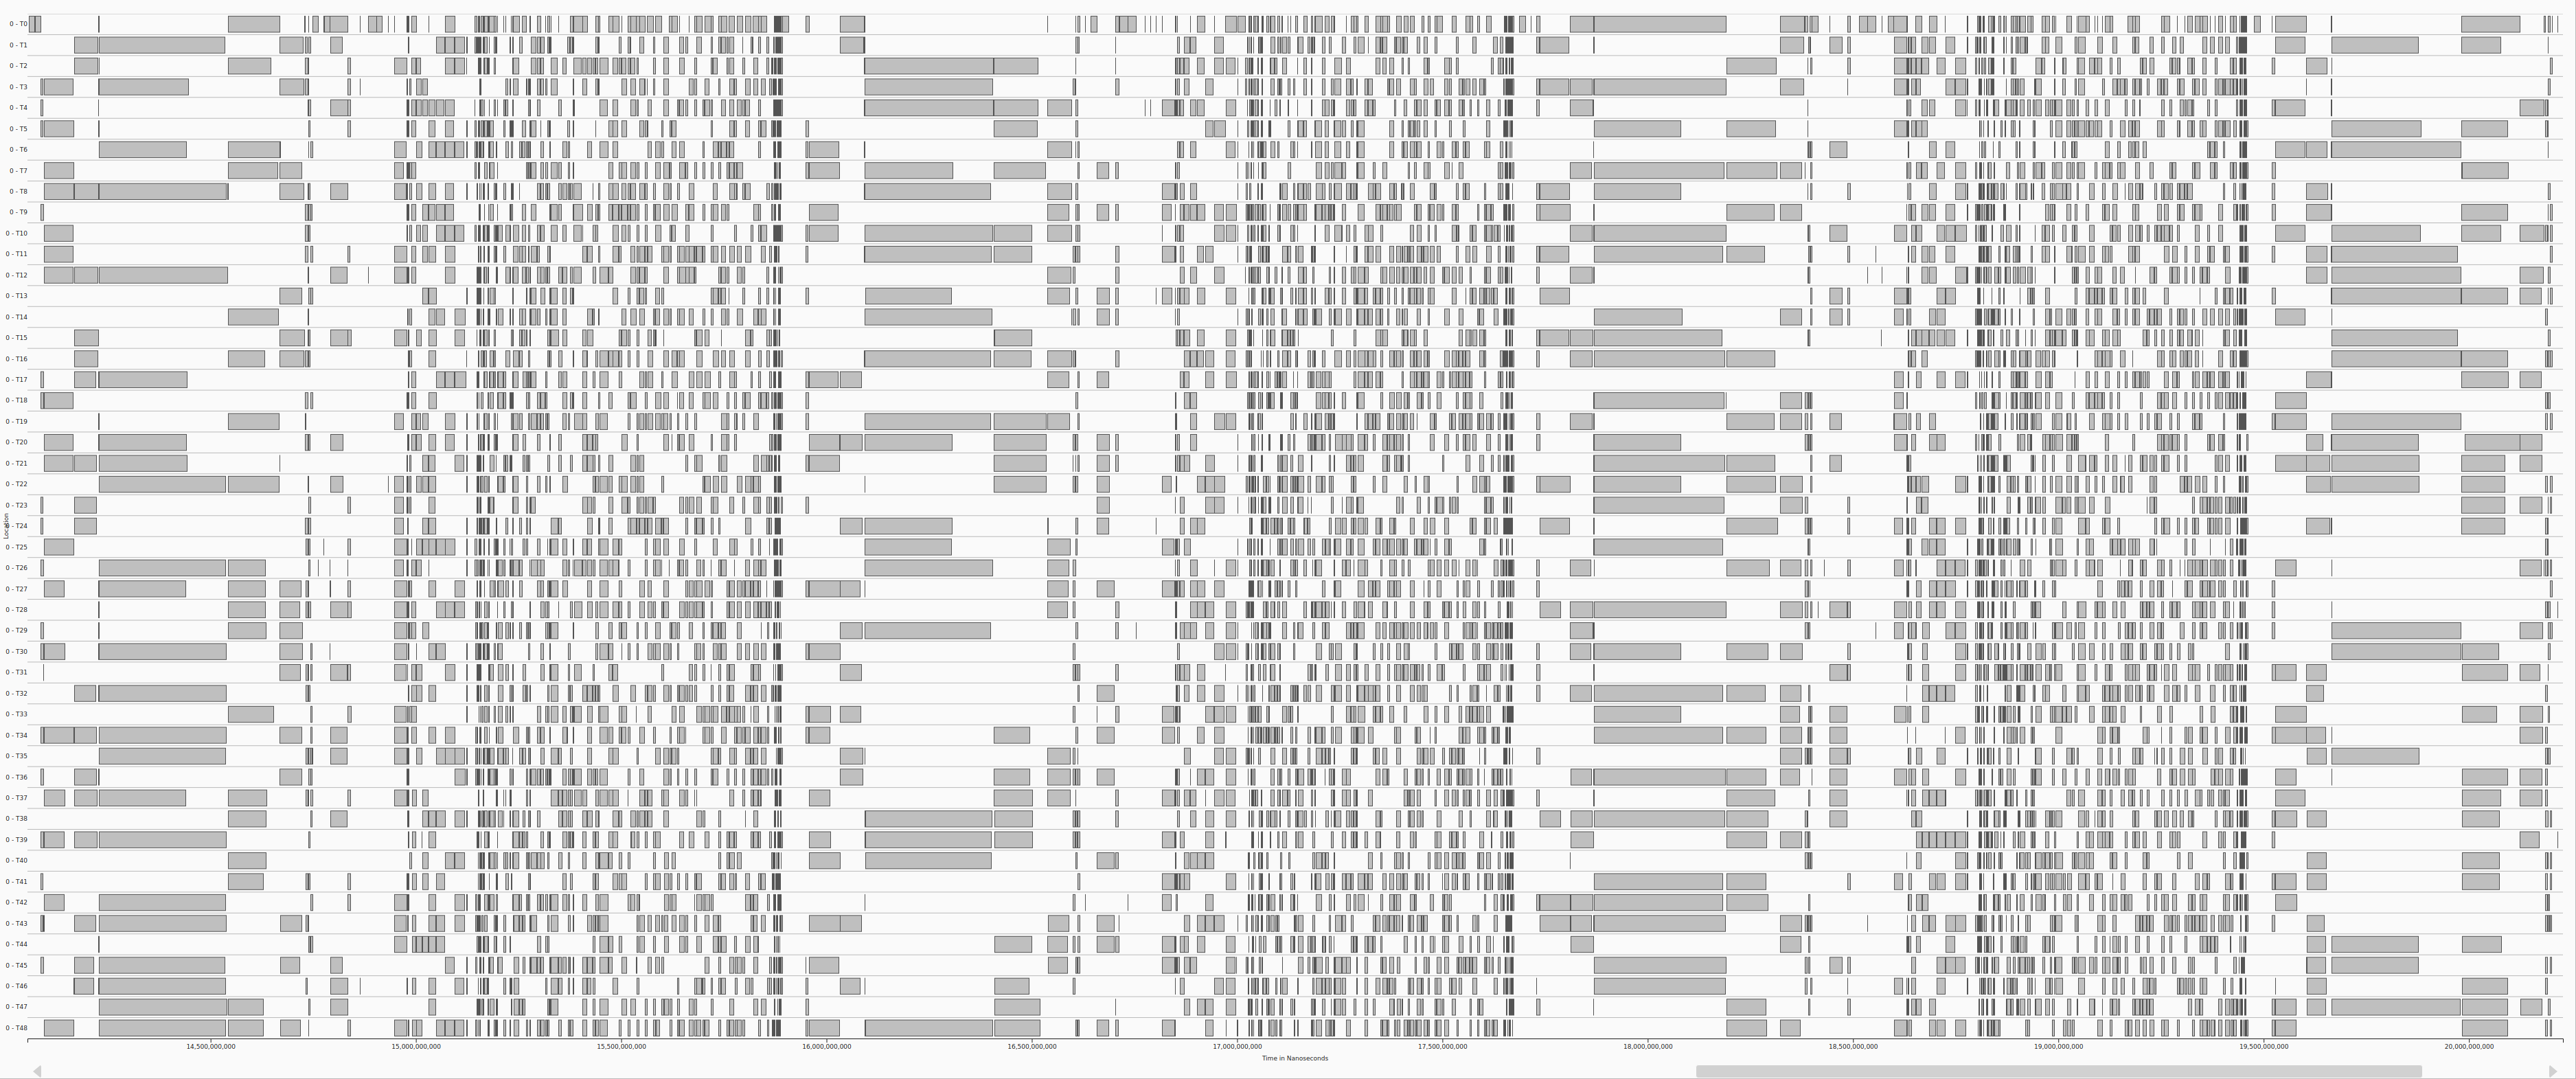 0 - T0
0 - T1
0 - T2
0 - T3
0 - T4
0 - T5
0 - T6
0 - T7
0 - T8
0 - T9
0 - T10
0 - T11
0 - T12
0 - T13
0 - T14
0 - T15
0 - T16
0 - T17
0 - T18
0 - T19
0 - T20
0 - T21
0 - T22
0 - T23
Location
0 - T24
0 - T25
0 - T26
0 - T27
0 - T28
0 - T29
0 - T30
0 - T31
0 - T32
0 - T33
0 - T34
0 - T35
0 - T36
0 - T37
0 - T38
0 - T39
0 - T40
0 - T41
0 - T42
0 - T43
0 - T44
0 - T45
0 - T46
0 - T47
0 - T48
14,500,000,000 15,000,000,000 15,500,000,000 16,000,000,000 16,500,000,000 17,000,000,000 17,500,000,000 18,000,000,000 18,500,000,000 19,000,000,000 19,500,000,000 20,000,000,000
Time in Nanoseconds